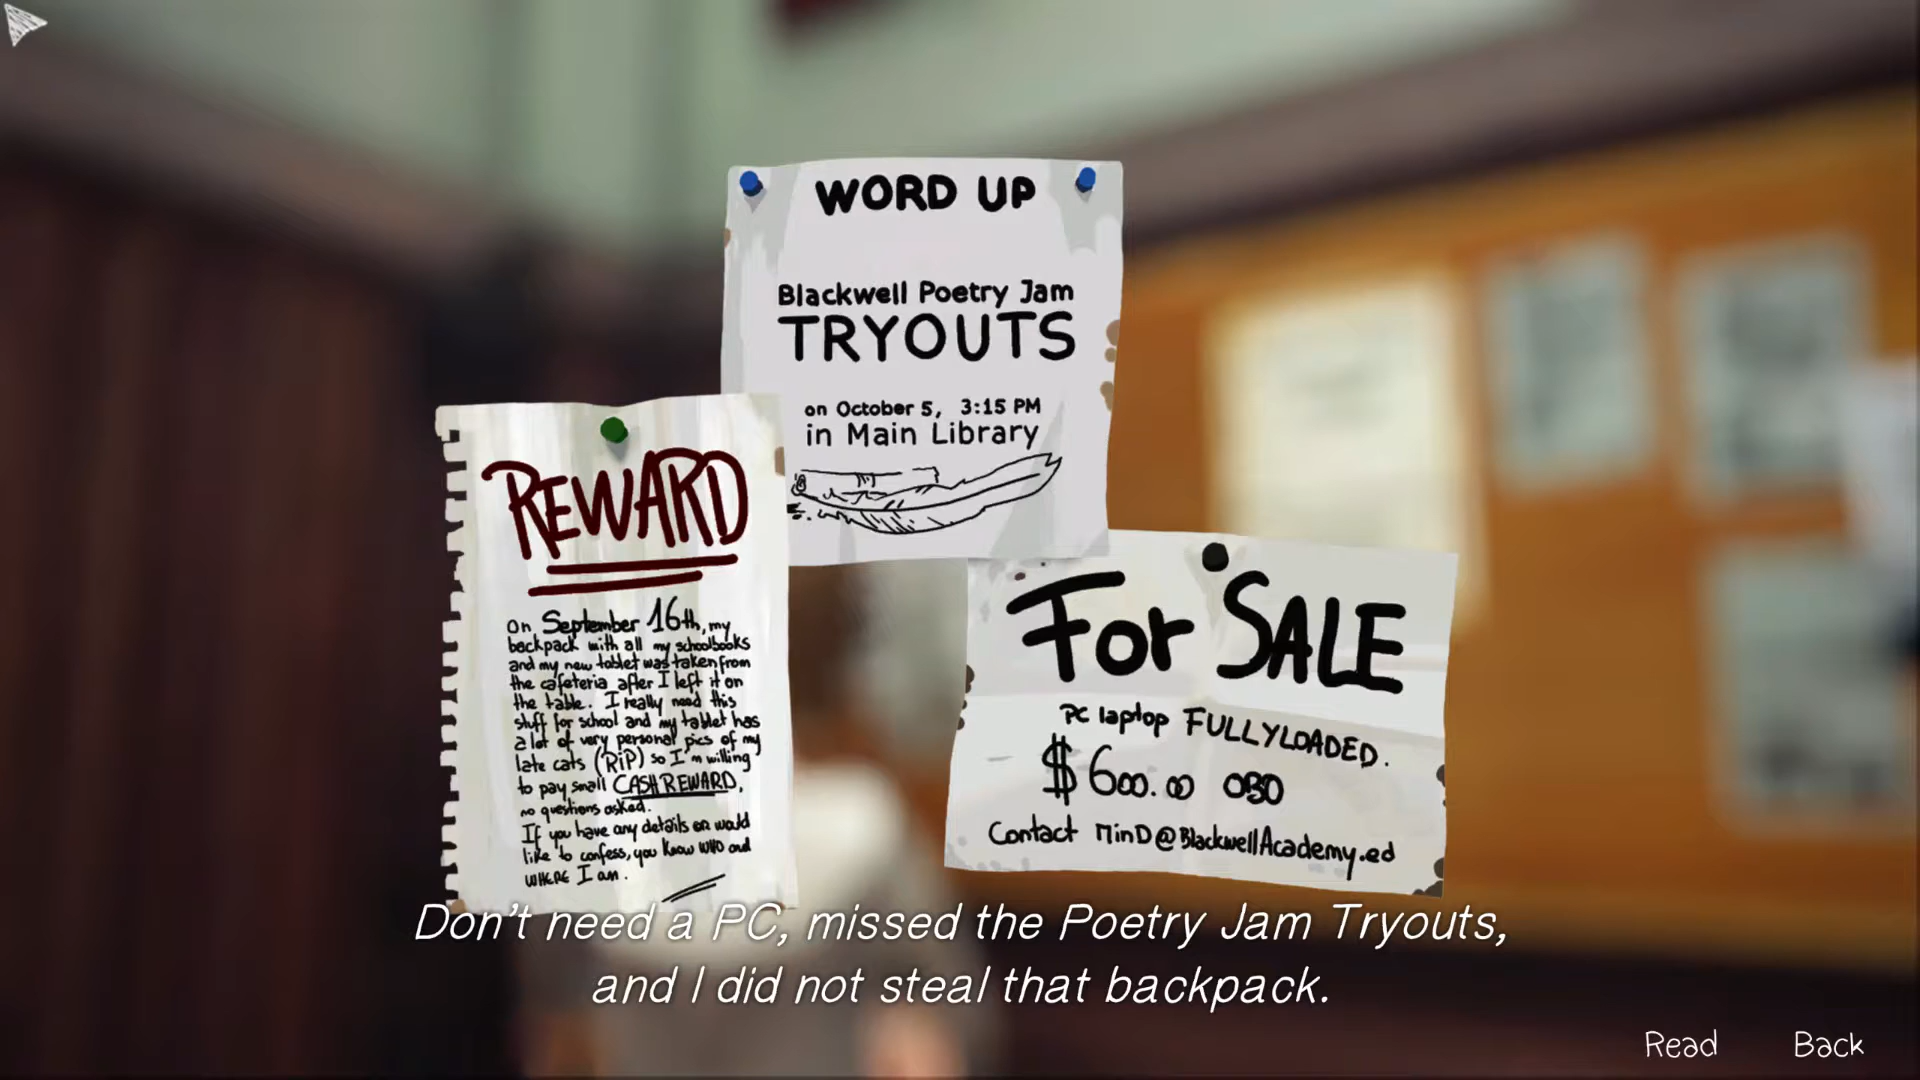 WORD UP
Blackwell Poetry Jam
TRYOUTS
on October 5, 3:15 PM
in Main Library
REWARD
On September 16th, my
backpack with all my schoolbooks
and my new tablet was taken from
the cafeteria after I left it on
the table. I really need this
stuff for school and my tablet has
a lot of very personal pics of my
late cats (RiP) so I'm willing
to pay small CASH REWARD,
no questions asked.
If you have any details or would
like to confess, you know WHO and
WHERE I am.
For SALE
PC laptop FULLYLOADED.
$600.00 OBO
Contact MinD@BlackwellAcademy.ed
Don't need a PC, missed the Poetry Jam Tryouts,
and I did not steal that backpack.
Read Back